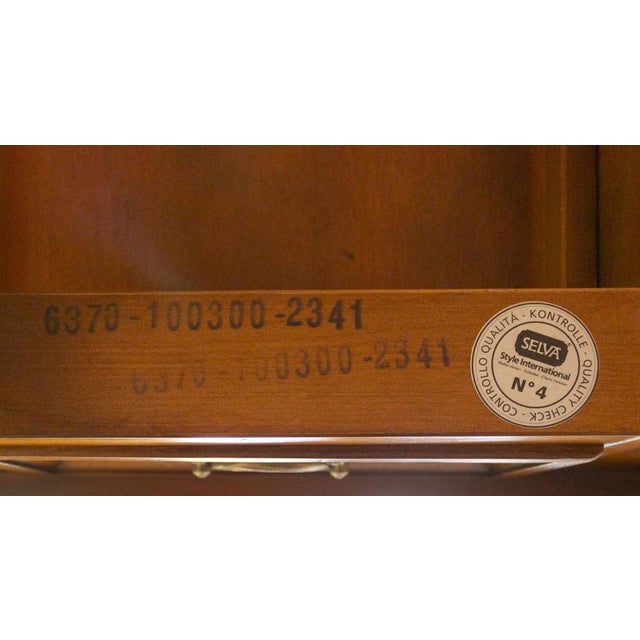 6370-100300-2341
6370-100300-2341
CONTROLLO QUALITÀ - KONTROLLE - QUALITY CHECK -
SELVA
Style International
N° 4